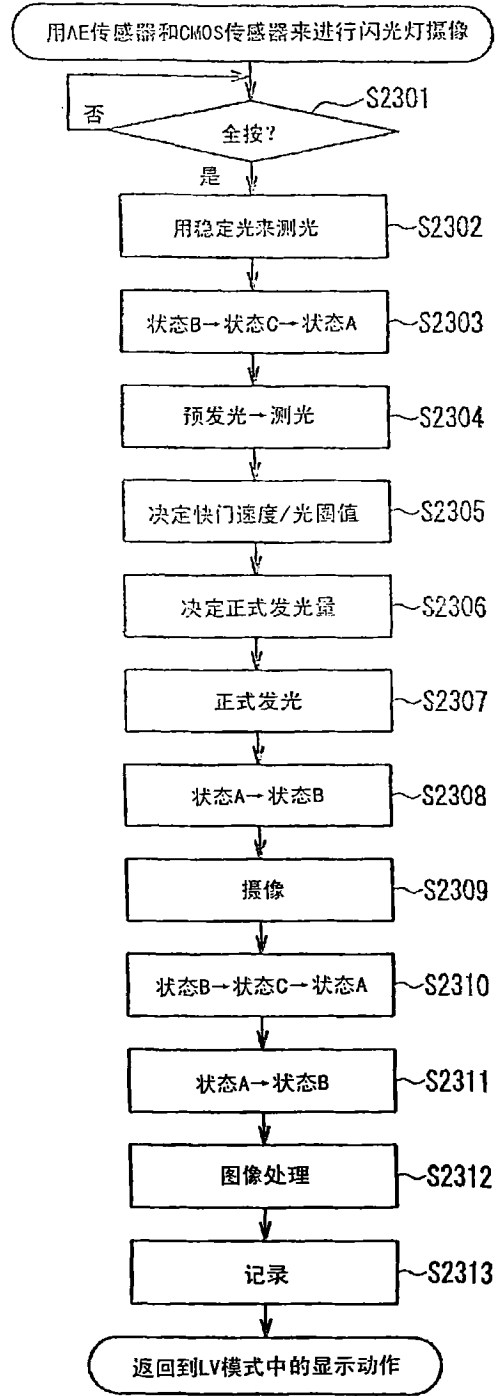 用AE传感器和CMOS传感器来进行闪光灯摄像
S2301
否
全按?
是
用稳定光来测光
S2302
状态B→状态C→状态A
S2303
预发光→测光
S2304
决定快门速度/光圈值
S2305
决定正式发光量
S2306
正式发光
S2307
状态A→状态B
S2308
摄像
S2309
状态B→状态C→状态A
S2310
状态A→状态B
S2311
图像处理
S2312
记录
S2313
返回到LV模式中的显示动作